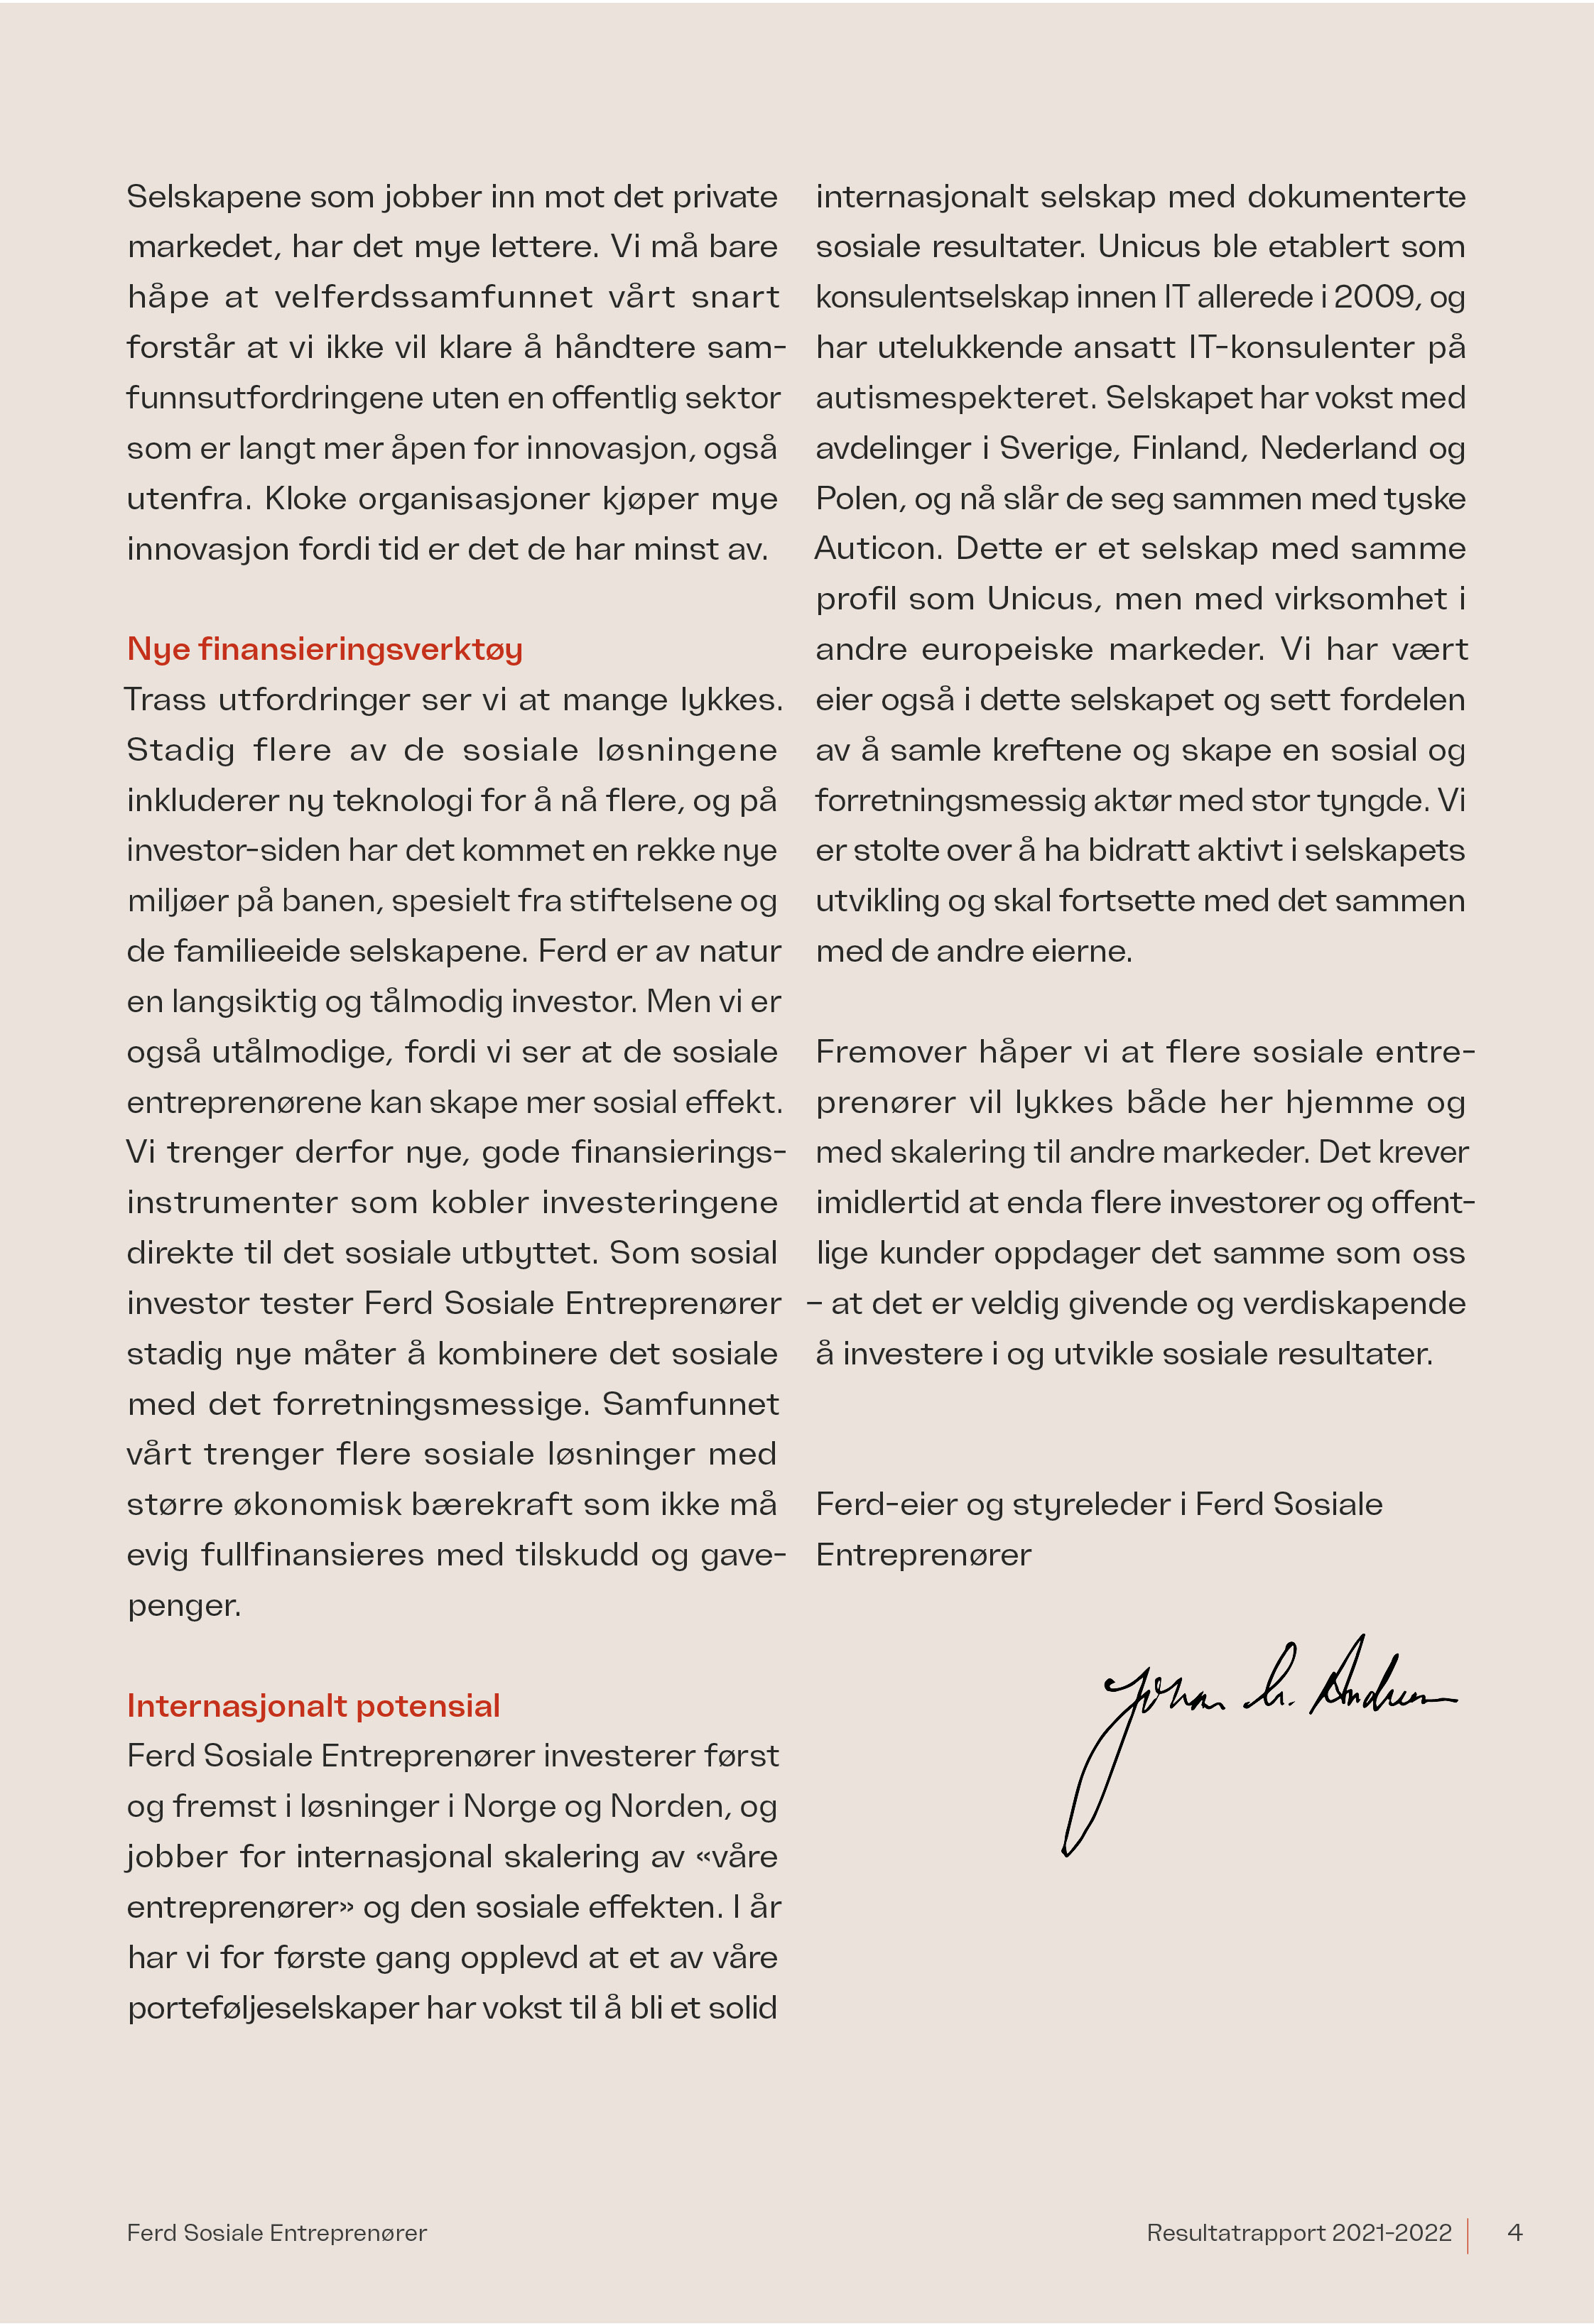 Selskapene som jobber inn mot det private
markedet, har det mye lettere. Vi må bare
håpe at velferdssamfunnet vårt snart
forstår at vi ikke vil klare å håndtere sam-
funnsutfordringene uten en offentlig sektor
som er langt mer åpen for innovasjon, også
utenfra. Kloke organisasjoner kjøper mye
innovasjon fordi tid er det de har minst av.
Nye finansieringsverktøy
Trass utfordringer ser vi at mange lykkes.
Stadig flere av de sosiale løsningene
inkluderer ny teknologi for å nå flere, og på
investor-siden har det kommet en rekke nye
miljøer på banen, spesielt fra stiftelsene og
de familieeide selskapene. Ferd er av natur
en langsiktig og tålmodig investor. Men vi er
også utålmodige, fordi vi ser at de sosiale
entreprenørene kan skape mer sosial effekt.
Vi trenger derfor nye, gode finansierings-
instrumenter som kobler investeringene
direkte til det sosiale utbyttet. Som sosial
investor tester Ferd Sosiale Entreprenører
stadig nye måter å kombinere det sosiale
med det forretningsmessige. Samfunnet
vårt trenger flere sosiale løsninger med
større økonomisk bærekraft som ikke må
evig fullfinansieres med tilskudd og gave-
penger.
Internasjonalt potensial
Ferd Sosiale Entreprenører investerer først
og fremst i løsninger i Norge og Norden, og
jobber for internasjonal skalering av «våre
entreprenører» og den sosiale effekten. I år
har vi for første gang opplevd at et av våre
porteføljeselskaper har vokst til å bli et solid
internasjonalt selskap med dokumenterte
sosiale resultater. Unicus ble etablert som
konsulentselskap innen IT allerede i 2009, og
har utelukkende ansatt IT-konsulenter på
autismespekteret. Selskapet har vokst med
avdelinger i Sverige, Finland, Nederland og
Polen, og nå slår de seg sammen med tyske
Auticon. Dette er et selskap med samme
profil som Unicus, men med virksomhet i
andre europeiske markeder. Vi har vært
eier også i dette selskapet og sett fordelen
av å samle kreftene og skape en sosial og
forretningsmessig aktør med stor tyngde. Vi
er stolte over å ha bidratt aktivt i selskapets
utvikling og skal fortsette med det sammen
med de andre eierne.
Fremover håper vi at flere sosiale entre-
prenører vil lykkes både her hjemme og
med skalering til andre markeder. Det krever
imidlertid at enda flere investorer og offent-
lige kunder oppdager det samme som oss
– at det er veldig givende og verdiskapende
å investere i og utvikle sosiale resultater.
Ferd-eier og styreleder i Ferd Sosiale
Entreprenører
Johan
Ferd Sosiale Entreprenører
Resultatrapport 2021-2022 4